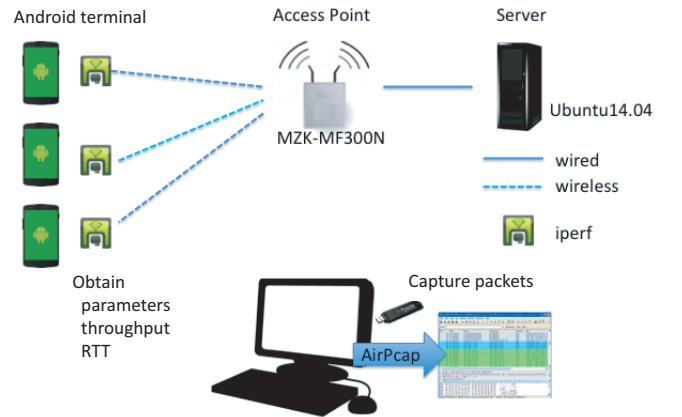 Android terminal
Access Point
Server
MZK-MF300N
Ubuntu14.04
wired
wireless
iperf
Obtain
parameters
throughput
RTT
Capture packets
AirPcap